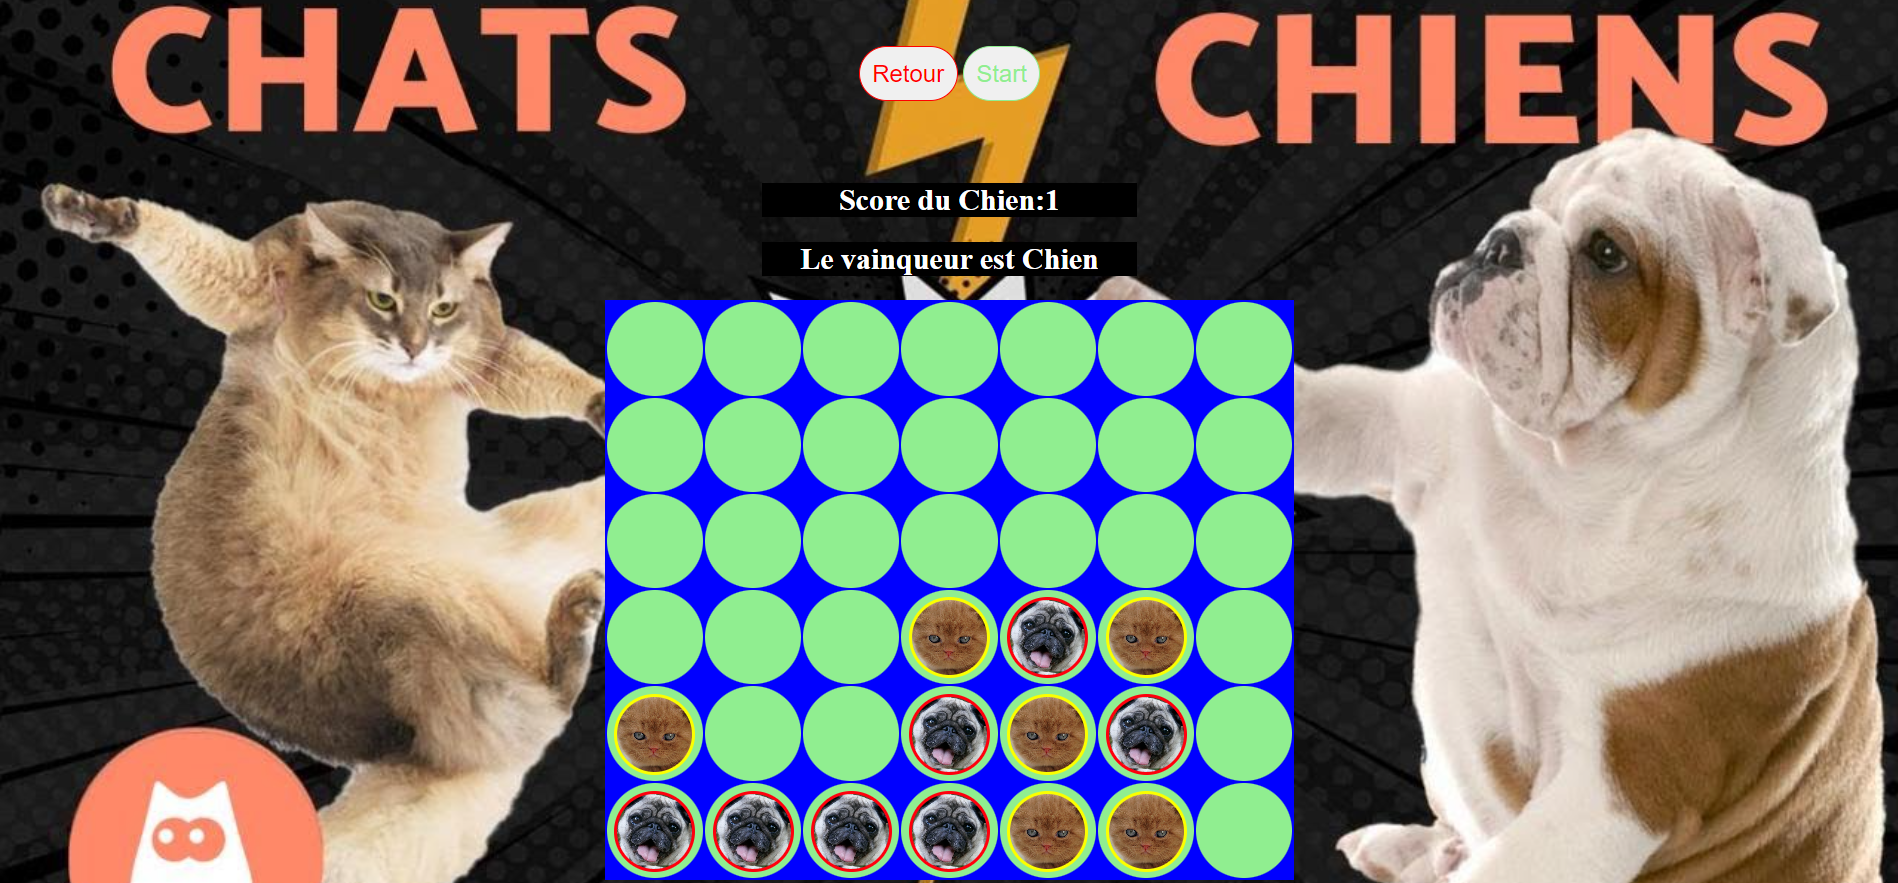 CHATS
CHIENS
Retour
Start
Score du Chien:1
Le vainqueur est Chien